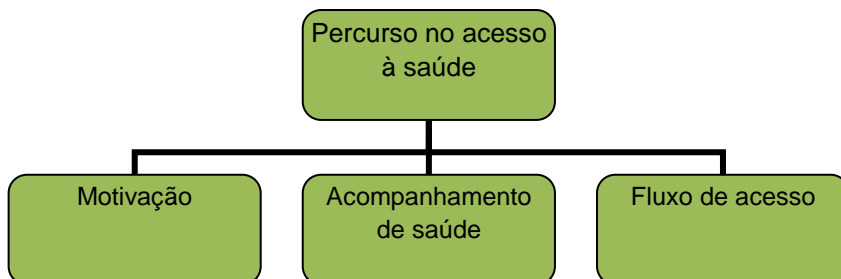 Percurso no acesso
à saúde
Motivação
Acompanhamento
de saúde
Fluxo de acesso